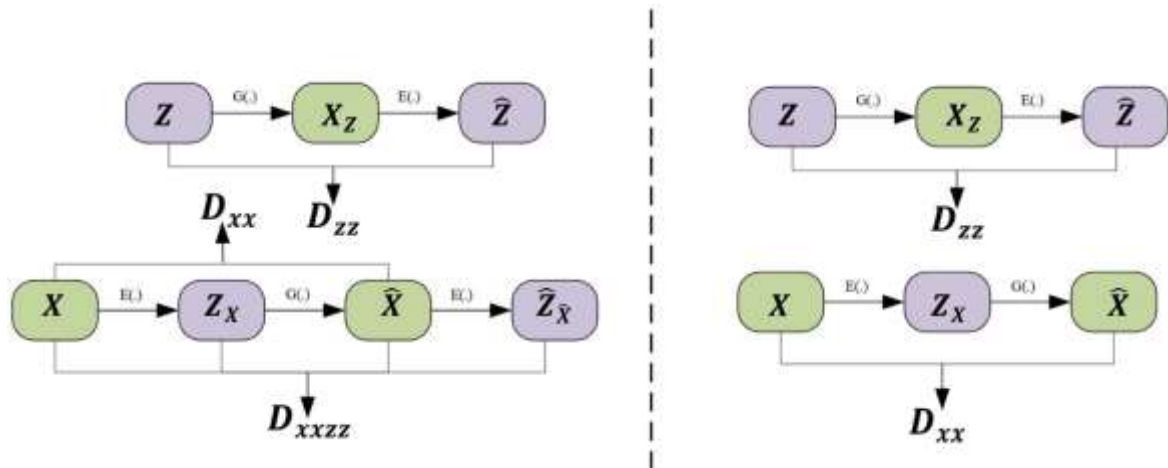 Z G(.) X_Z E(.) Ẑ
D_xx D_zz
X E(.) Z_X G(.) X̂ E(.) Ẑ_X̂
D_xxzz
Z G(.) X_Z E(.) Ẑ
D_zz
X E(.) Z_X G(.) X̂
D_xx